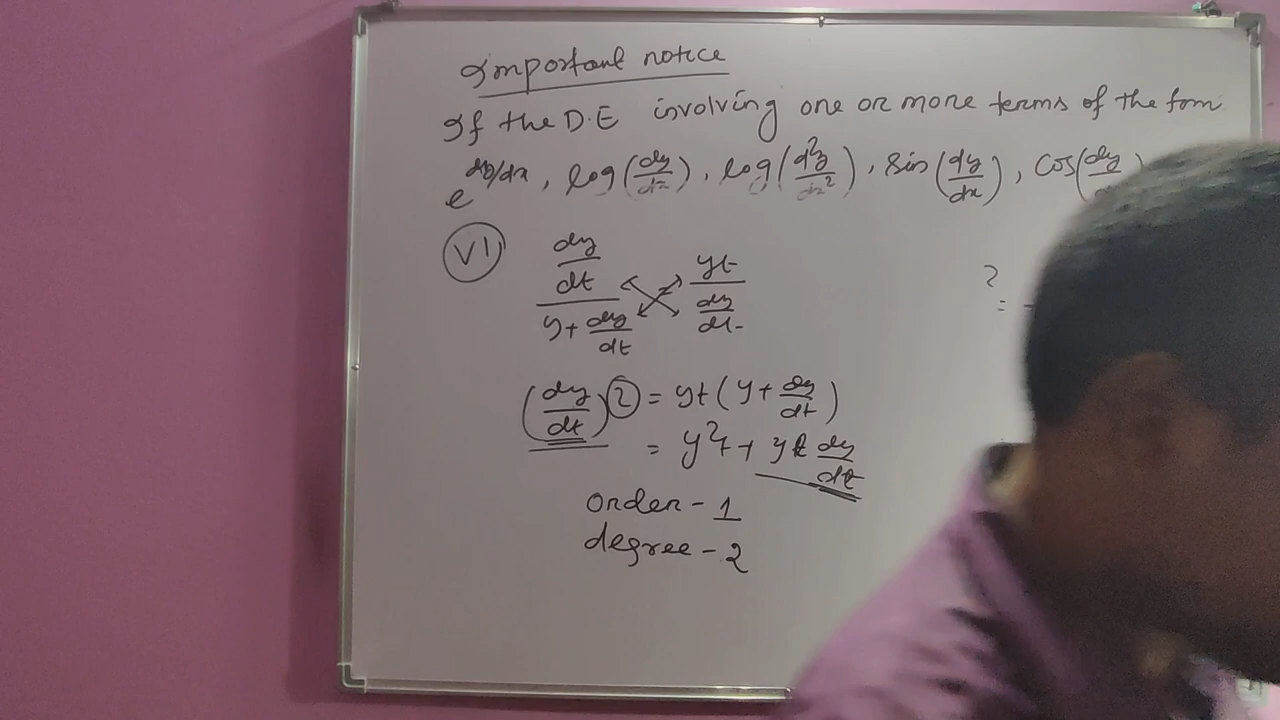 Important notice
If the D.E involving one or more terms of the form
e^{dy/dx}, log(dy/dx), log(d²y/dx²), sin(dy/dx), cos(dy/
VI
dy/dt / y+dy/dt yt / dy/dt
(dy/dt)² = yt(y+dy/dt)
= y²t + yt dy/dt
order - 1
degree - 2